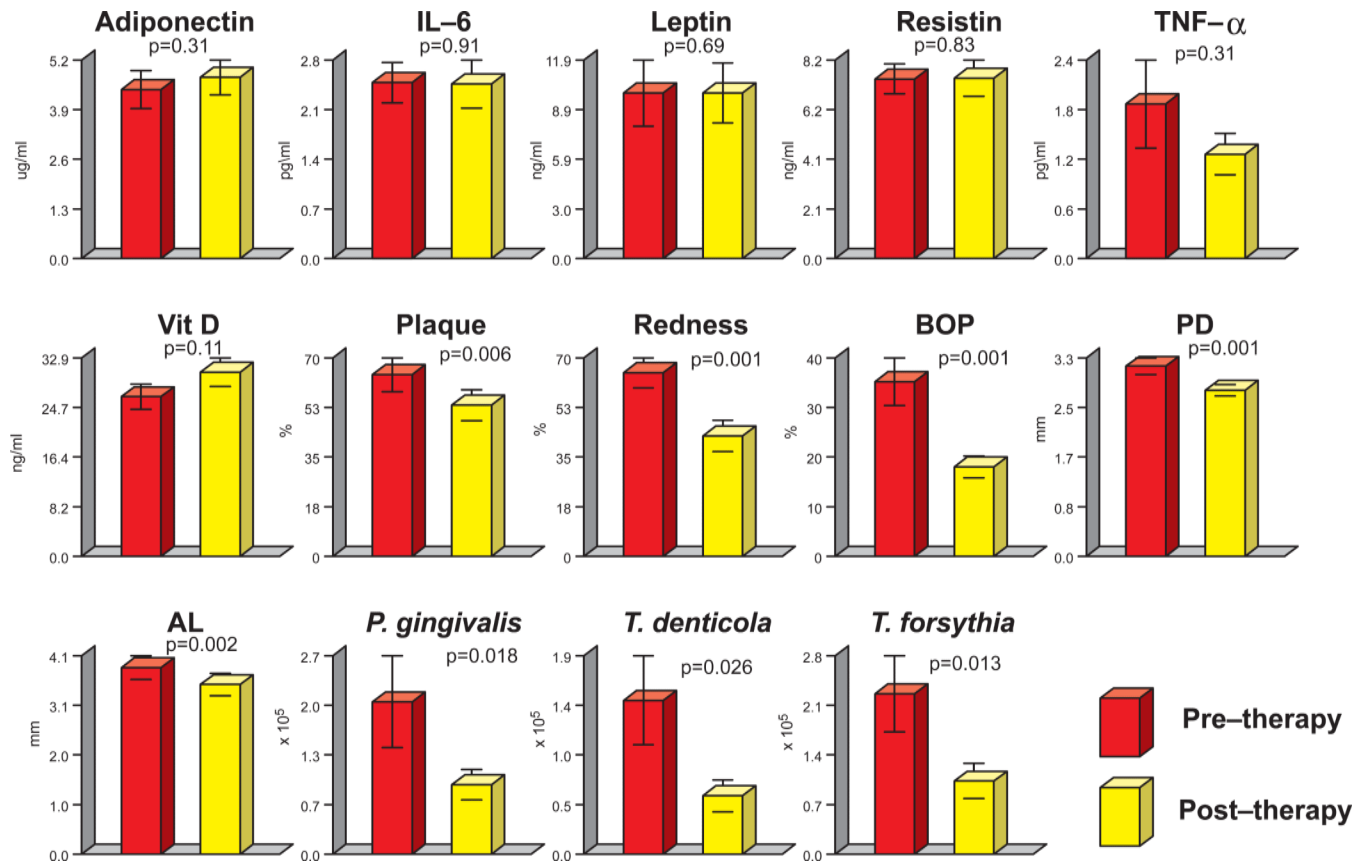 Adiponectin
p=0.31
5.2
3.9
2.6
1.3
0.0
ug/ml
IL–6
p=0.91
2.8
2.1
1.4
0.7
0.0
pg\ml
Leptin
p=0.69
11.9
8.9
5.9
3.0
0.0
ng/ml
Resistin
p=0.83
8.2
6.2
4.1
2.1
0.0
ng/ml
TNF–α
p=0.31
2.4
1.8
1.2
0.6
0.0
pg\ml
Vit D
p=0.11
32.9
24.7
16.4
8.2
0.0
ng/ml
Plaque
p=0.006
70
53
35
18
0
%
Redness
p=0.001
70
53
35
18
0
%
BOP
p=0.001
40
30
20
10
0
%
PD
p=0.001
3.3
2.5
1.7
0.8
0.0
mm
AL
p=0.002
4.1
3.1
2.0
1.0
0.0
mm
P. gingivalis
p=0.018
2.7
2.0
1.3
0.7
0.0
x 10⁵
T. denticola
p=0.026
1.9
1.4
1.0
0.5
0.0
x 10⁵
T. forsythia
p=0.013
2.8
2.1
1.4
0.7
0.0
x 10⁵
Pre–therapy
Post–therapy